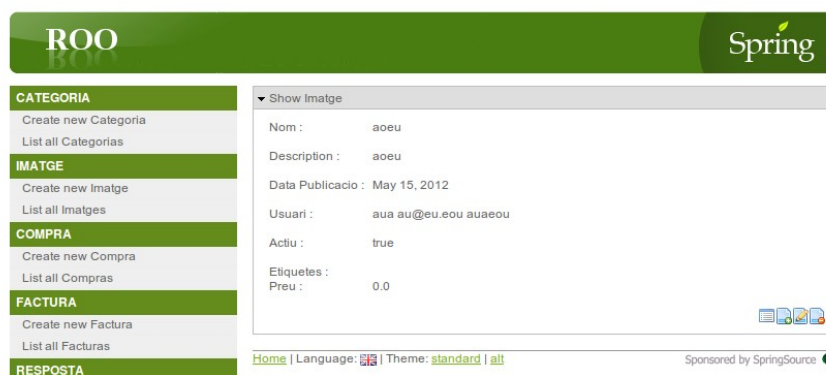 ROO
Spring
CATEGORIA
Create new Categoria
List all Categorias
IMATGE
Create new Imatge
List all Imatges
COMPRA
Create new Compra
List all Compras
FACTURA
Create new Factura
List all Facturas
RESPOSTA
Show Imatge
Nom : aoeu
Description : aoeu
Data Publicacio : May 15, 2012
Usuari : aua au@eu.eou auaeou
Actiu : true
Etiquetes :
Preu : 0.0
Home | Language: | Theme: standard | alt
Sponsored by SpringSource